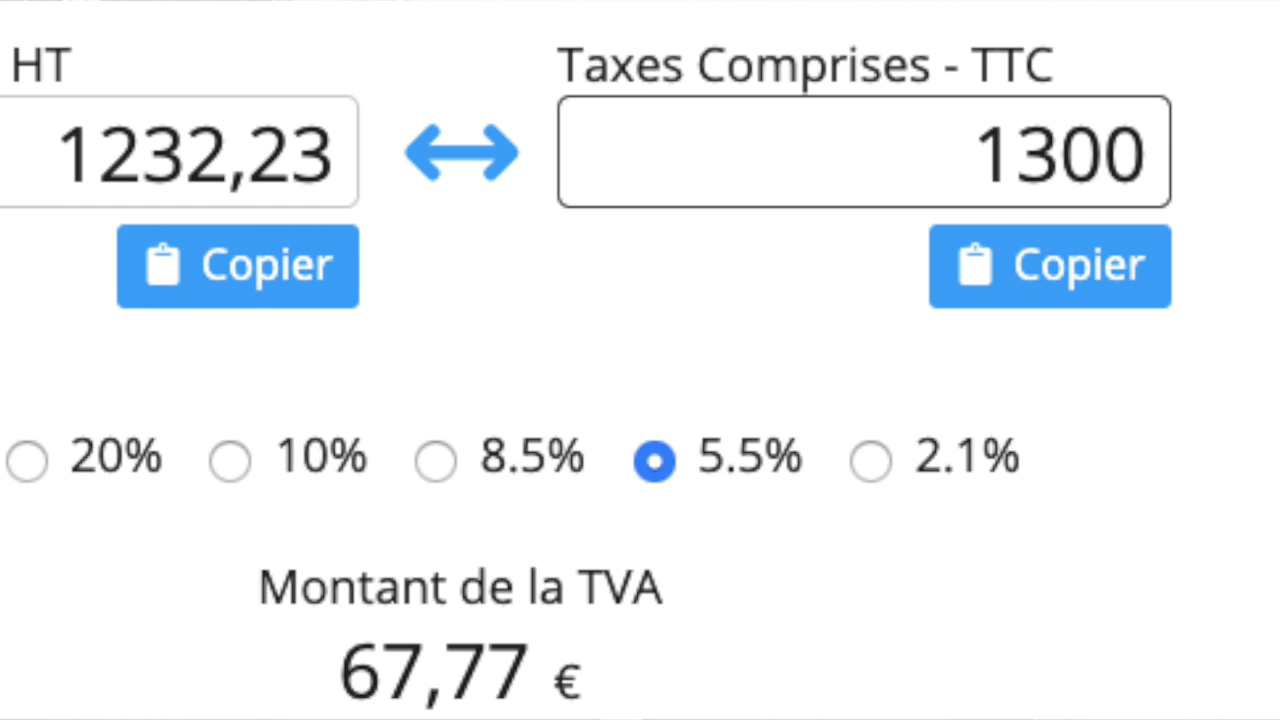 HT Taxes Comprises - TTC
1232,23 1300
Copier Copier
20% 10% 8.5% 5.5% 2.1%
Montant de la TVA
67,77 €